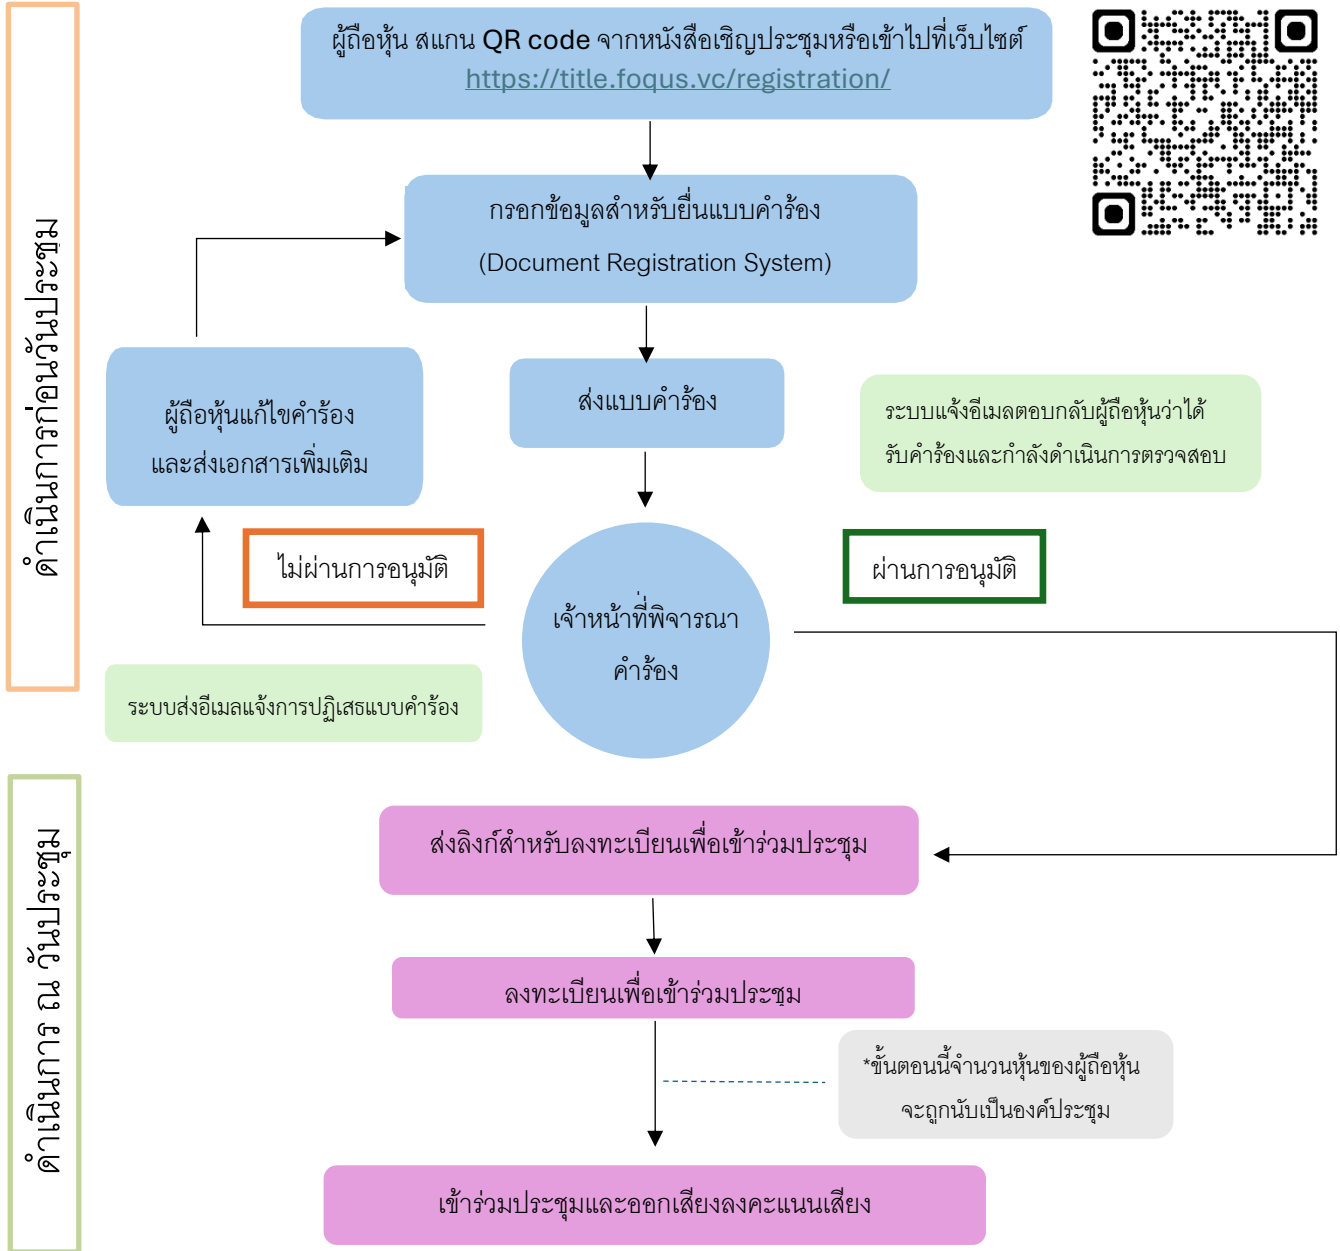 ผู้ถือหุ้น สแกน QR code จากหนังสือเชิญประชุมหรือเข้าไปที่เว็บไซต์
https://title.foqus.vc/registration/
ดำเนินการก่อนวันประชุม
กรอกข้อมูลสำหรับยื่นแบบคำร้อง
(Document Registration System)
ผู้ถือหุ้นแก้ไขคำร้อง
และส่งเอกสารเพิ่มเติม
ส่งแบบคำร้อง
ระบบแจ้งอีเมลตอบกลับผู้ถือหุ้นว่าได้
รับคำร้องและกำลังดำเนินการตรวจสอบ
ไม่ผ่านการอนุมัติ
ผ่านการอนุมัติ
เจ้าหน้าที่พิจารณา
คำร้อง
ระบบส่งอีเมลแจ้งการปฏิเสธแบบคำร้อง
ดำเนินการ ณ วันประชุม
ส่งลิงก์สำหรับลงทะเบียนเพื่อเข้าร่วมประชุม
ลงทะเบียนเพื่อเข้าร่วมประชุม
*ขั้นตอนนี้จำนวนหุ้นของผู้ถือหุ้น
จะถูกนับเป็นองค์ประชุม
เข้าร่วมประชุมและออกเสียงลงคะแนนเสียง